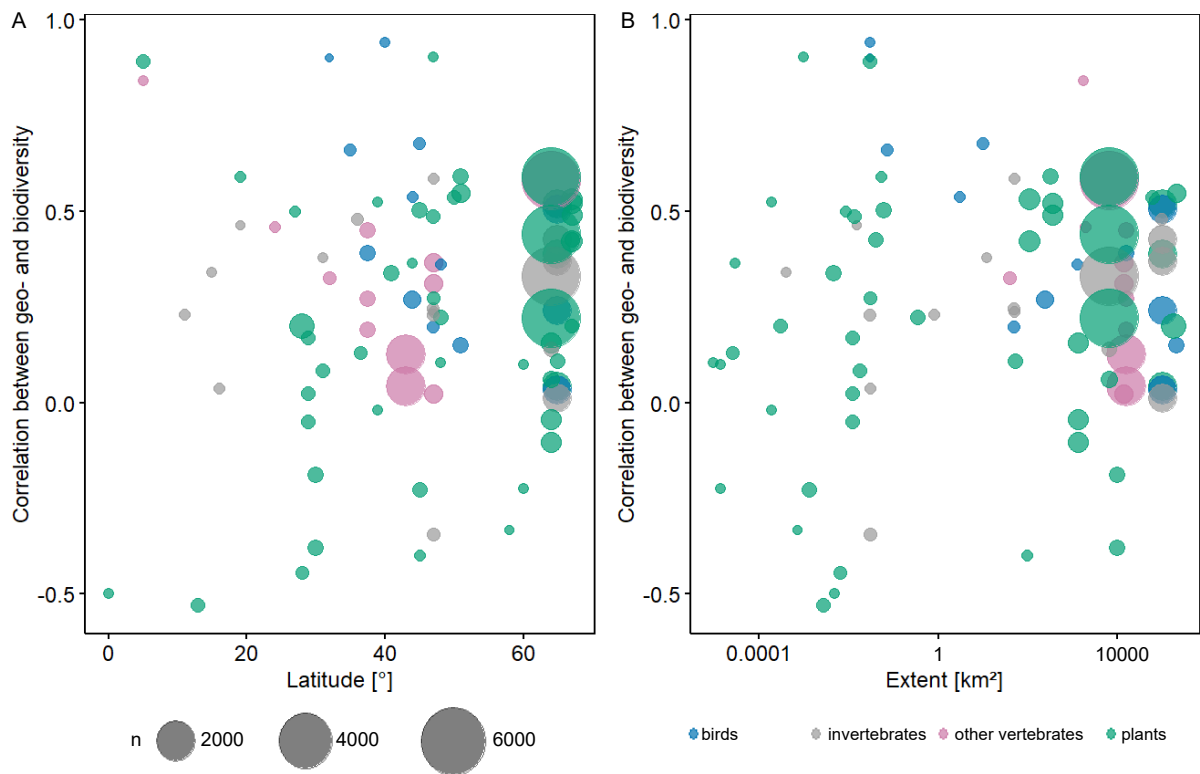 A
Correlation between geo- and biodiversity
1.0
0.5
0.0
-0.5
0
20
40
60
Latitude [°]
B
Correlation between geo- and biodiversity
1.0
0.5
0.0
-0.5
0.0001
1
10000
Extent [km²]
n
2000
4000
6000
birds
invertebrates
other vertebrates
plants